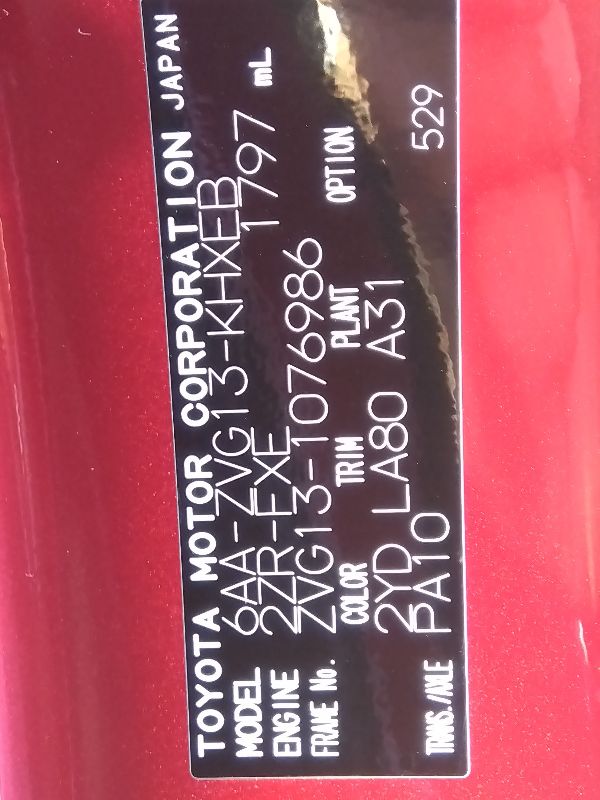 TOYOTA MOTOR CORPORATION JAPAN
MODEL 6AA-ZVG13-KHXEB
ENGINE 2ZR-FXE 1797 mL
FRAME No. ZVG13-1076986
COLOR TRIM PLANT OPTION
2YD LA80 A31
TRANS./AXLE PA10 529